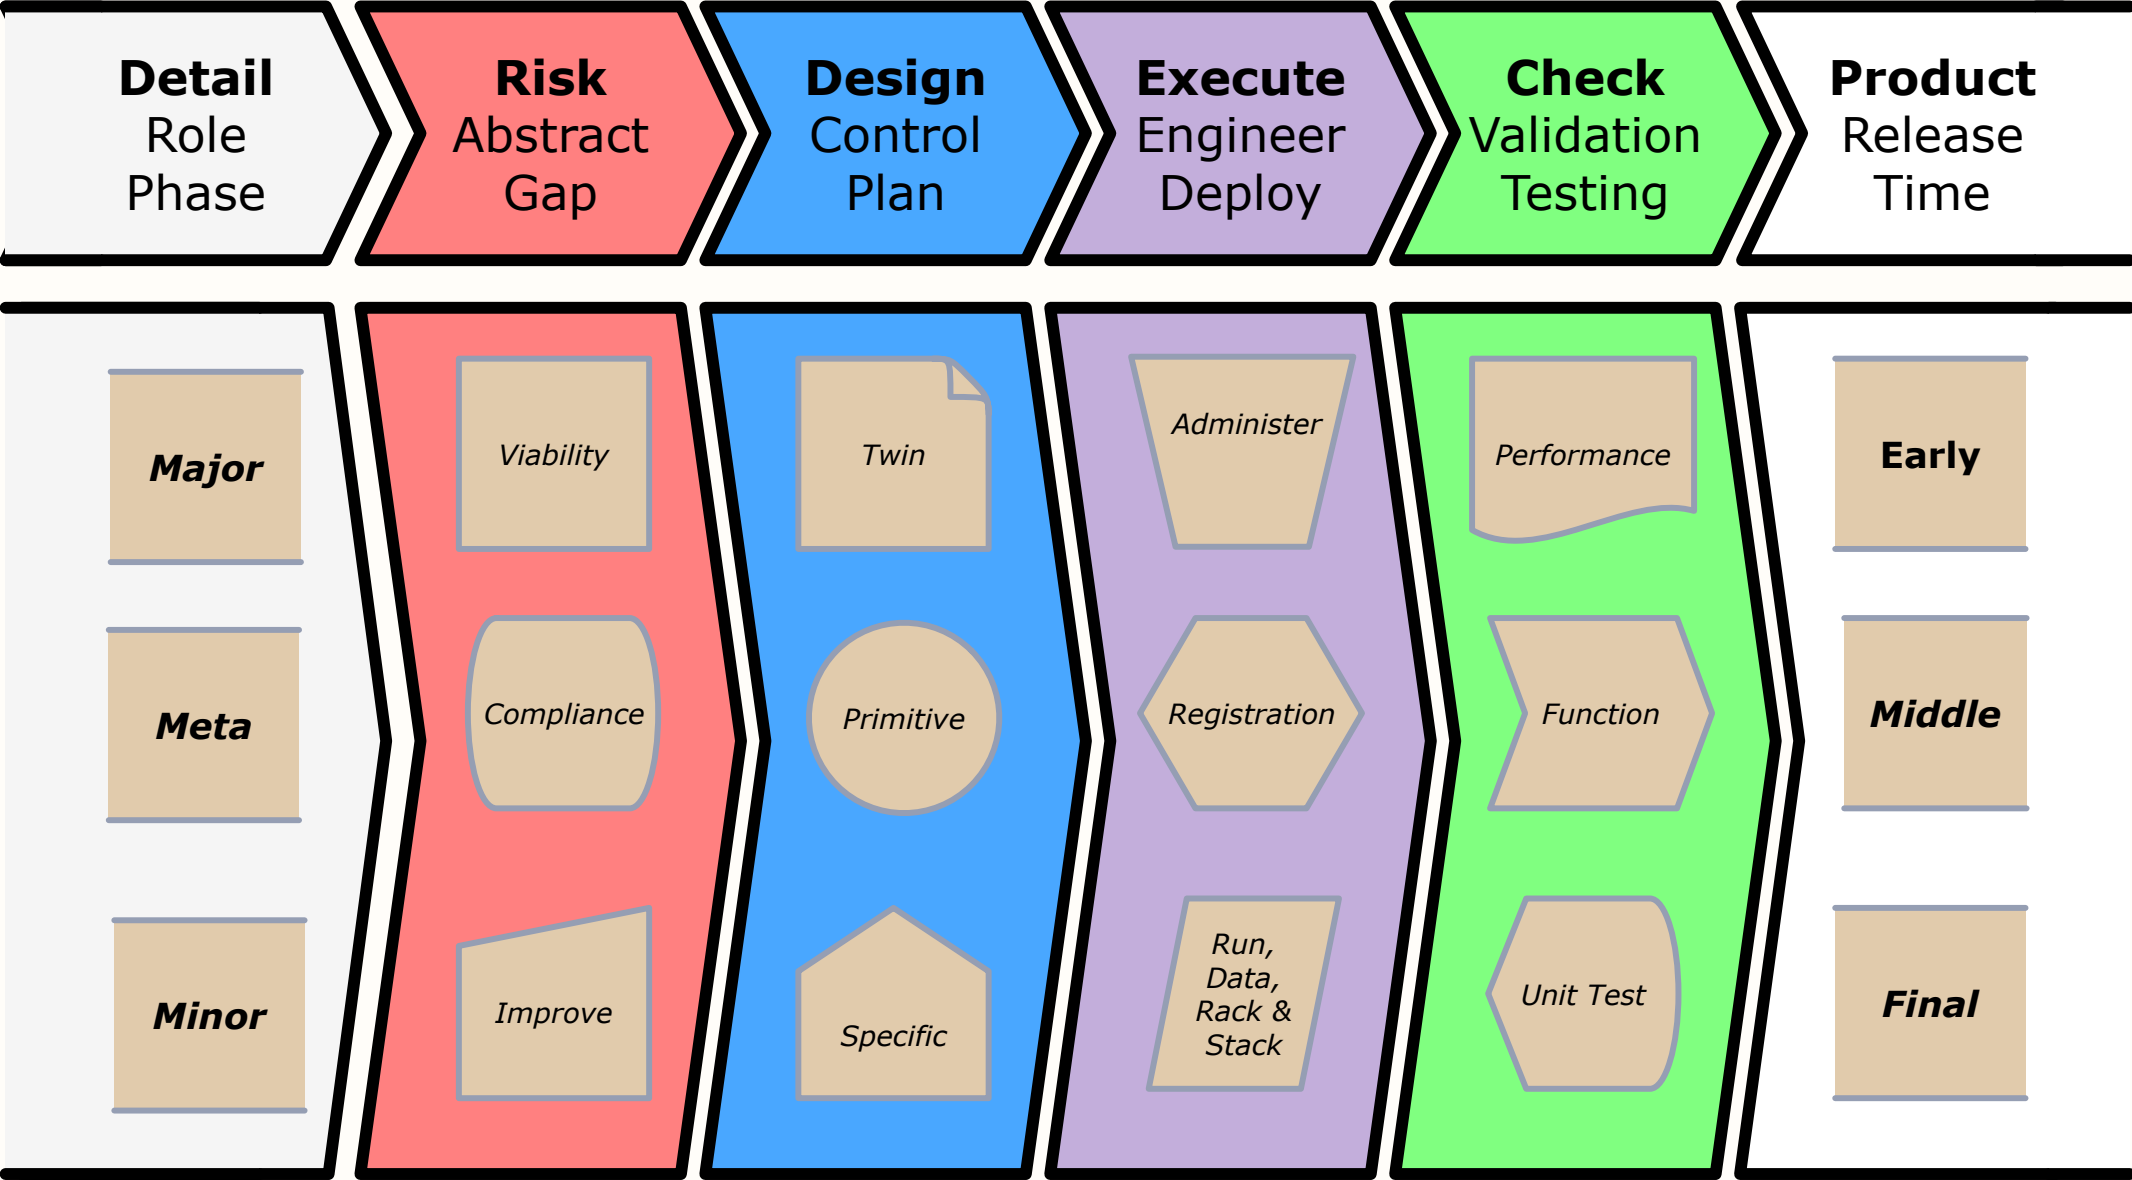 Detail
Role
Phase
Risk
Abstract
Gap
Design
Control
Plan
Execute
Engineer
Deploy
Check
Validation
Testing
Product
Release
Time
Major
Viability
Twin
Administer
Performance
Early
Meta
Compliance
Primitive
Registration
Function
Middle
Minor
Improve
Specific
Run,
Data,
Rack &
Stack
Unit Test
Final